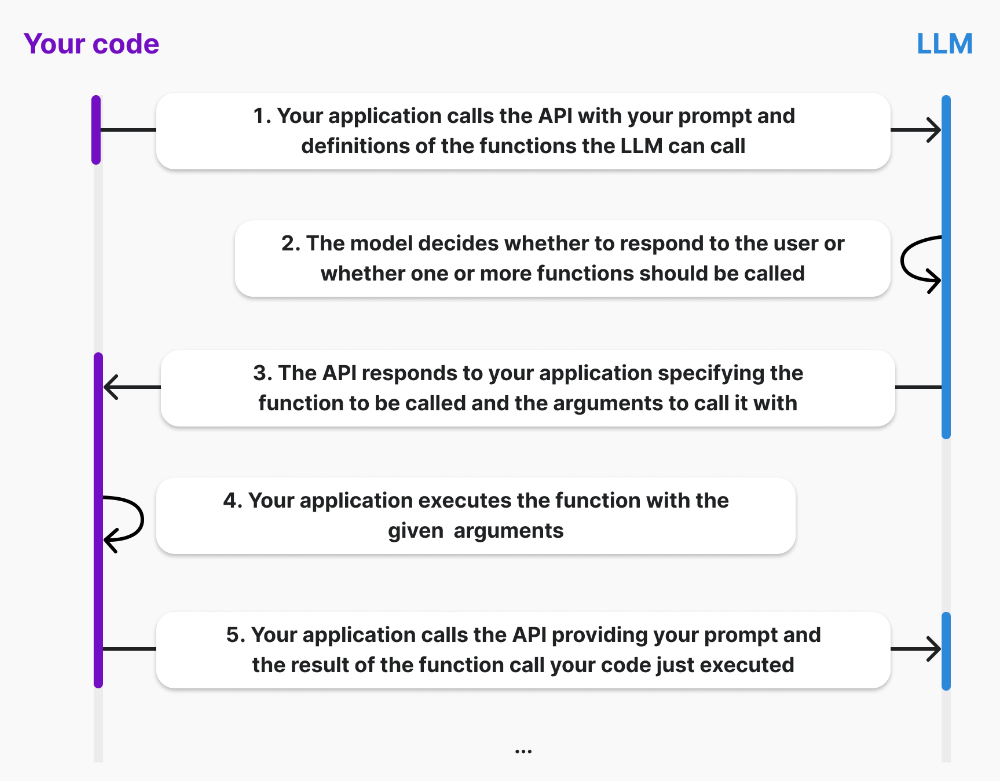 Your code
LLM
1. Your application calls the API with your prompt and
definitions of the functions the LLM can call
2. The model decides whether to respond to the user or
whether one or more functions should be called
3. The API responds to your application specifying the
function to be called and the arguments to call it with
4. Your application executes the function with the
given  arguments
5. Your application calls the API providing your prompt and
the result of the function call your code just executed
...